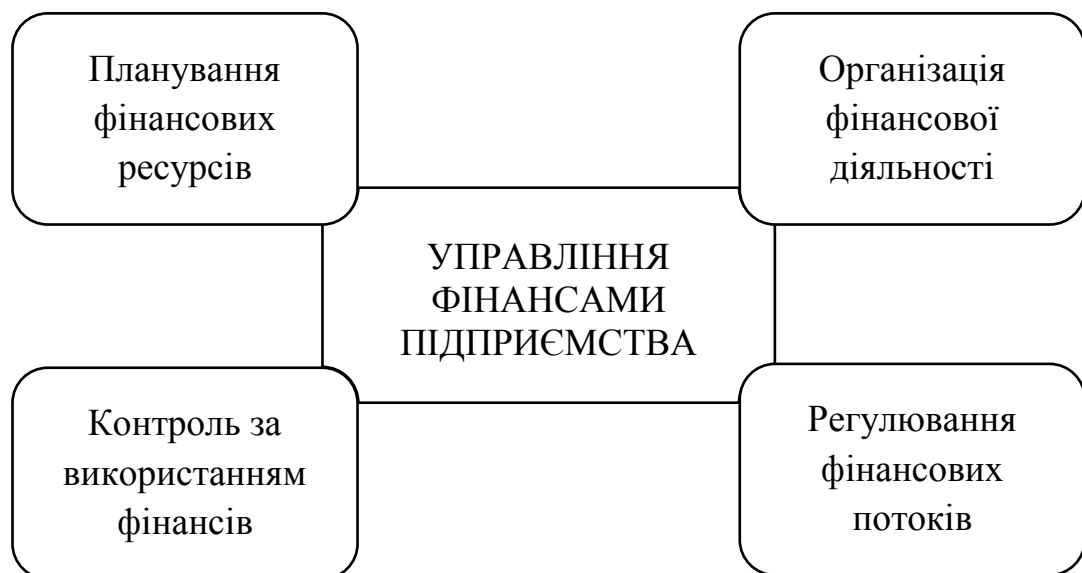 Планування
фінансових
ресурсів
Організація
фінансової
діяльності
УПРАВЛІННЯ
ФІНАНСАМИ
ПІДПРИЄМСТВА
Контроль за
використанням
фінансів
Регулювання
фінансових
потоків